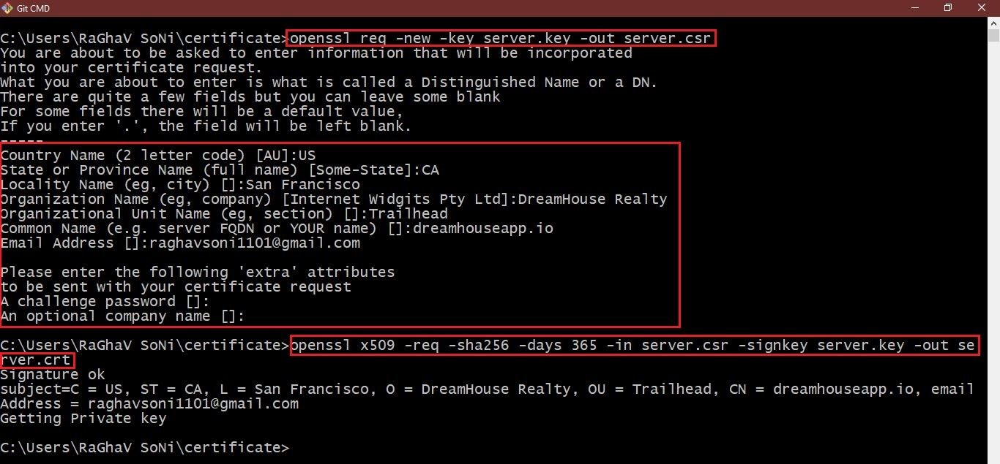 Git CMD
C:\Users\RaGhaV SoNi\certificate>openssl req -new -key server.key -out server.csr
You are about to be asked to enter information that will be incorporated
into your certificate request.
What you are about to enter is what is called a Distinguished Name or a DN.
There are quite a few fields but you can leave some blank
For some fields there will be a default value,
If you enter '.', the field will be left blank.
-----
Country Name (2 letter code) [AU]:US
State or Province Name (full name) [Some-State]:CA
Locality Name (eg, city) []:San Francisco
Organization Name (eg, company) [Internet Widgits Pty Ltd]:DreamHouse Realty
Organizational Unit Name (eg, section) []:Trailhead
Common Name (e.g. server FQDN or YOUR name) []:dreamhouseapp.io
Email Address []:raghavsoni1101@gmail.com
Please enter the following 'extra' attributes
to be sent with your certificate request
A challenge password []:
An optional company name []:
C:\Users\RaGhaV SoNi\certificate>openssl x509 -req -sha256 -days 365 -in server.csr -signkey server.key -out se
rver.crt
Signature ok
subject=C = US, ST = CA, L = San Francisco, O = DreamHouse Realty, OU = Trailhead, CN = dreamhouseapp.io, email
Address = raghavsoni1101@gmail.com
Getting Private key
C:\Users\RaGhaV SoNi\certificate>